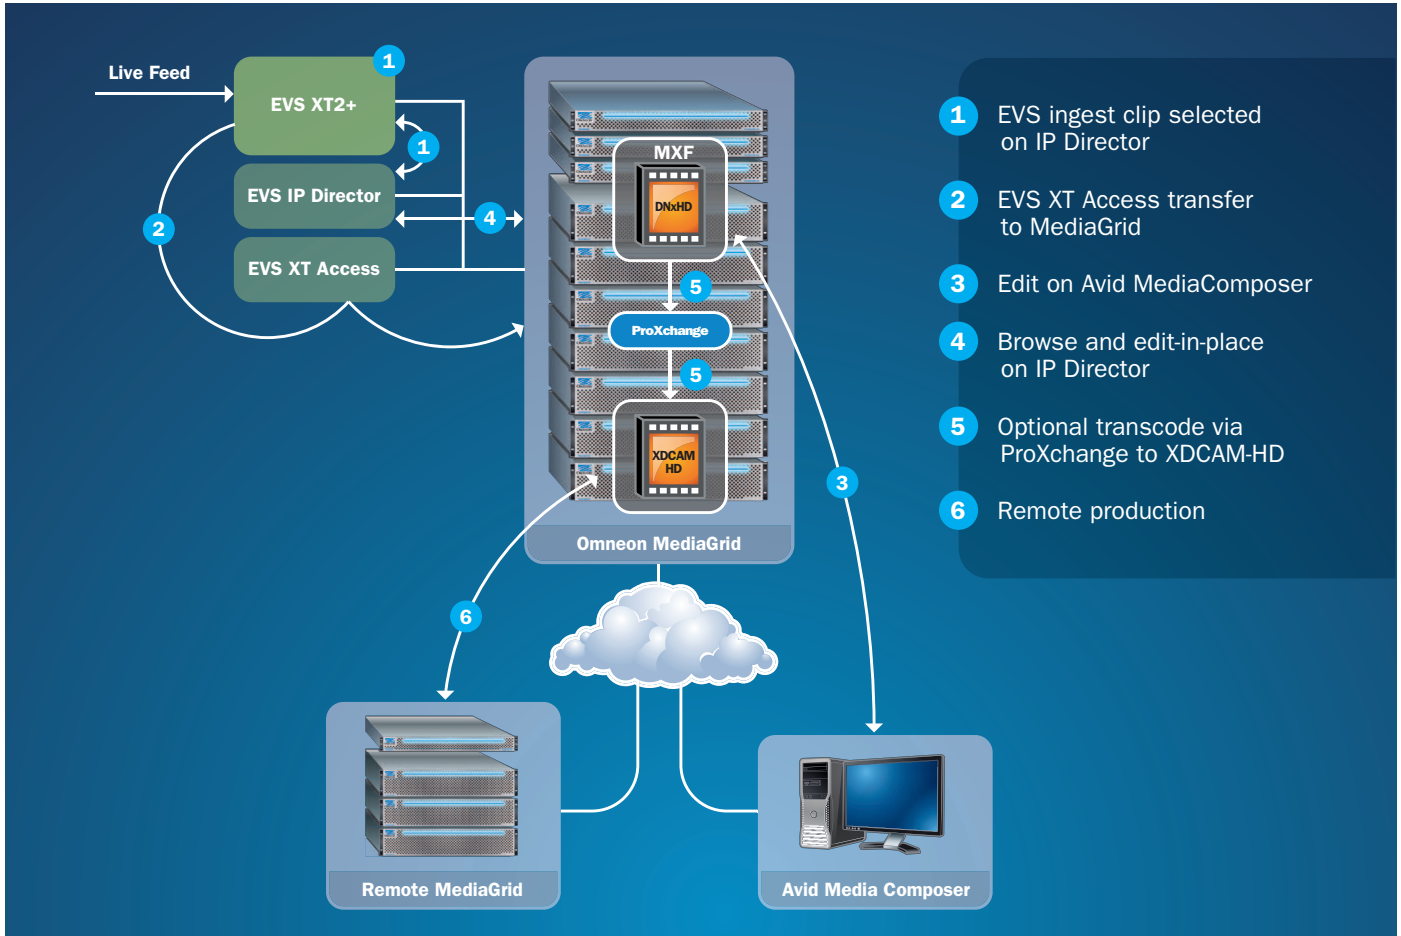 Live Feed
1
EVS XT2+
1
EVS IP Director
2
4
EVS XT Access
MXF
DNxHD
5
ProXchange
5
XDCAM
HD
3
Omneon MediaGrid
6
Remote MediaGrid
Avid Media Composer
1 EVS ingest clip selected
on IP Director
2 EVS XT Access transfer
to MediaGrid
3 Edit on Avid MediaComposer
4 Browse and edit-in-place
on IP Director
5 Optional transcode via
ProXchange to XDCAM-HD
6 Remote production